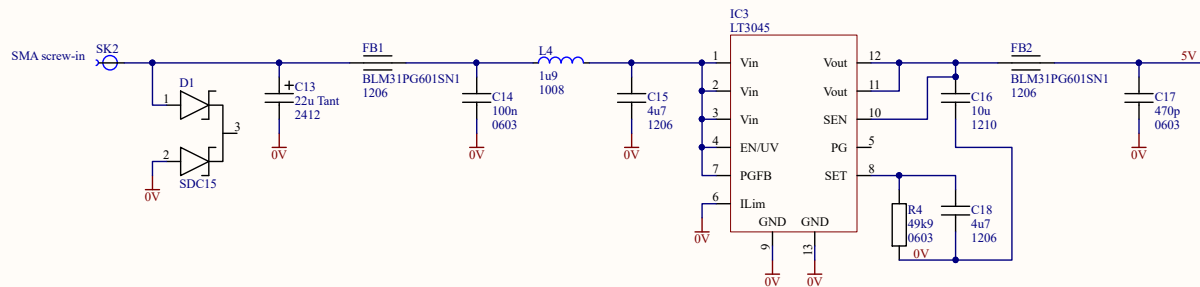 SMA screw-in
SK2
D1
1
3
2
SDC15
0V
C13
22u Tant
2412
0V
FB1
BLM31PG601SN1
1206
C14
100n
0603
0V
L4
1u9
1008
C15
4u7
1206
0V
IC3
LT3045
1 Vin
2 Vin
3 Vin
4 EN/UV
7 PGFB
6 ILim
0V
Vout 12
Vout 11
SEN 10
PG 5
SET 8
GND GND
9 13
0V 0V
R4
49k9
0603
0V
C18
4u7
1206
C16
10u
1210
FB2
BLM31PG601SN1
1206
C17
470p
0603
0V
5V